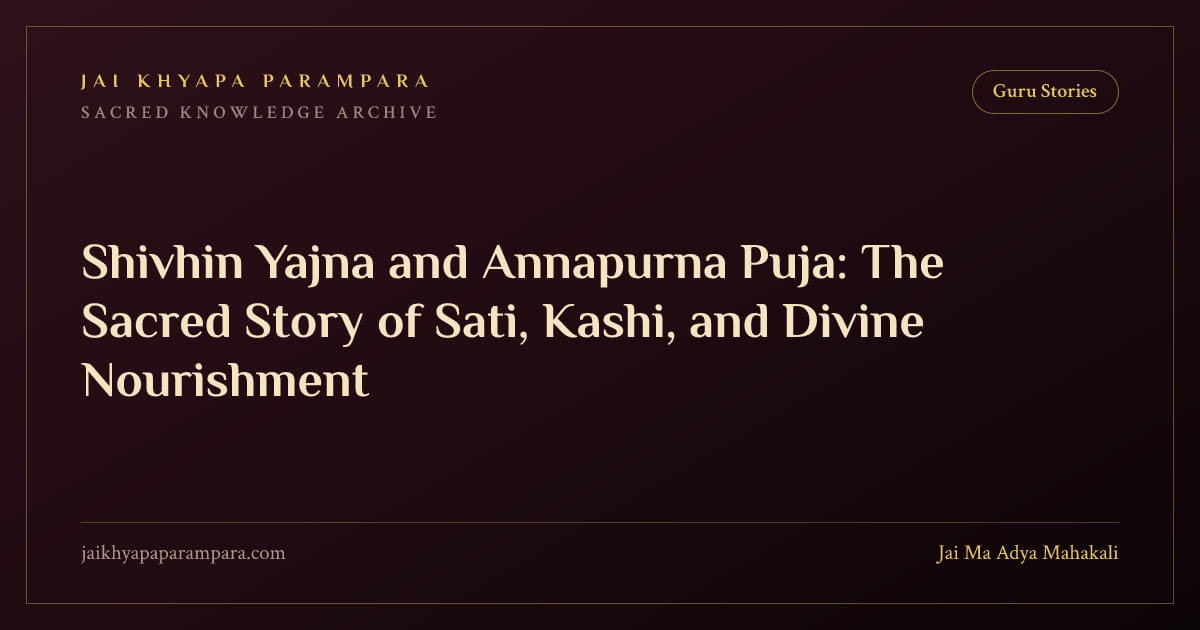 JAI KHYAPA PARAMPARA
SACRED KNOWLEDGE ARCHIVE
Guru Stories
Shivhin Yajna and Annapurna Puja: The
Sacred Story of Sati, Kashi, and Divine
Nourishment
jaikhyapaparampara.com
Jai Ma Adya Mahakali